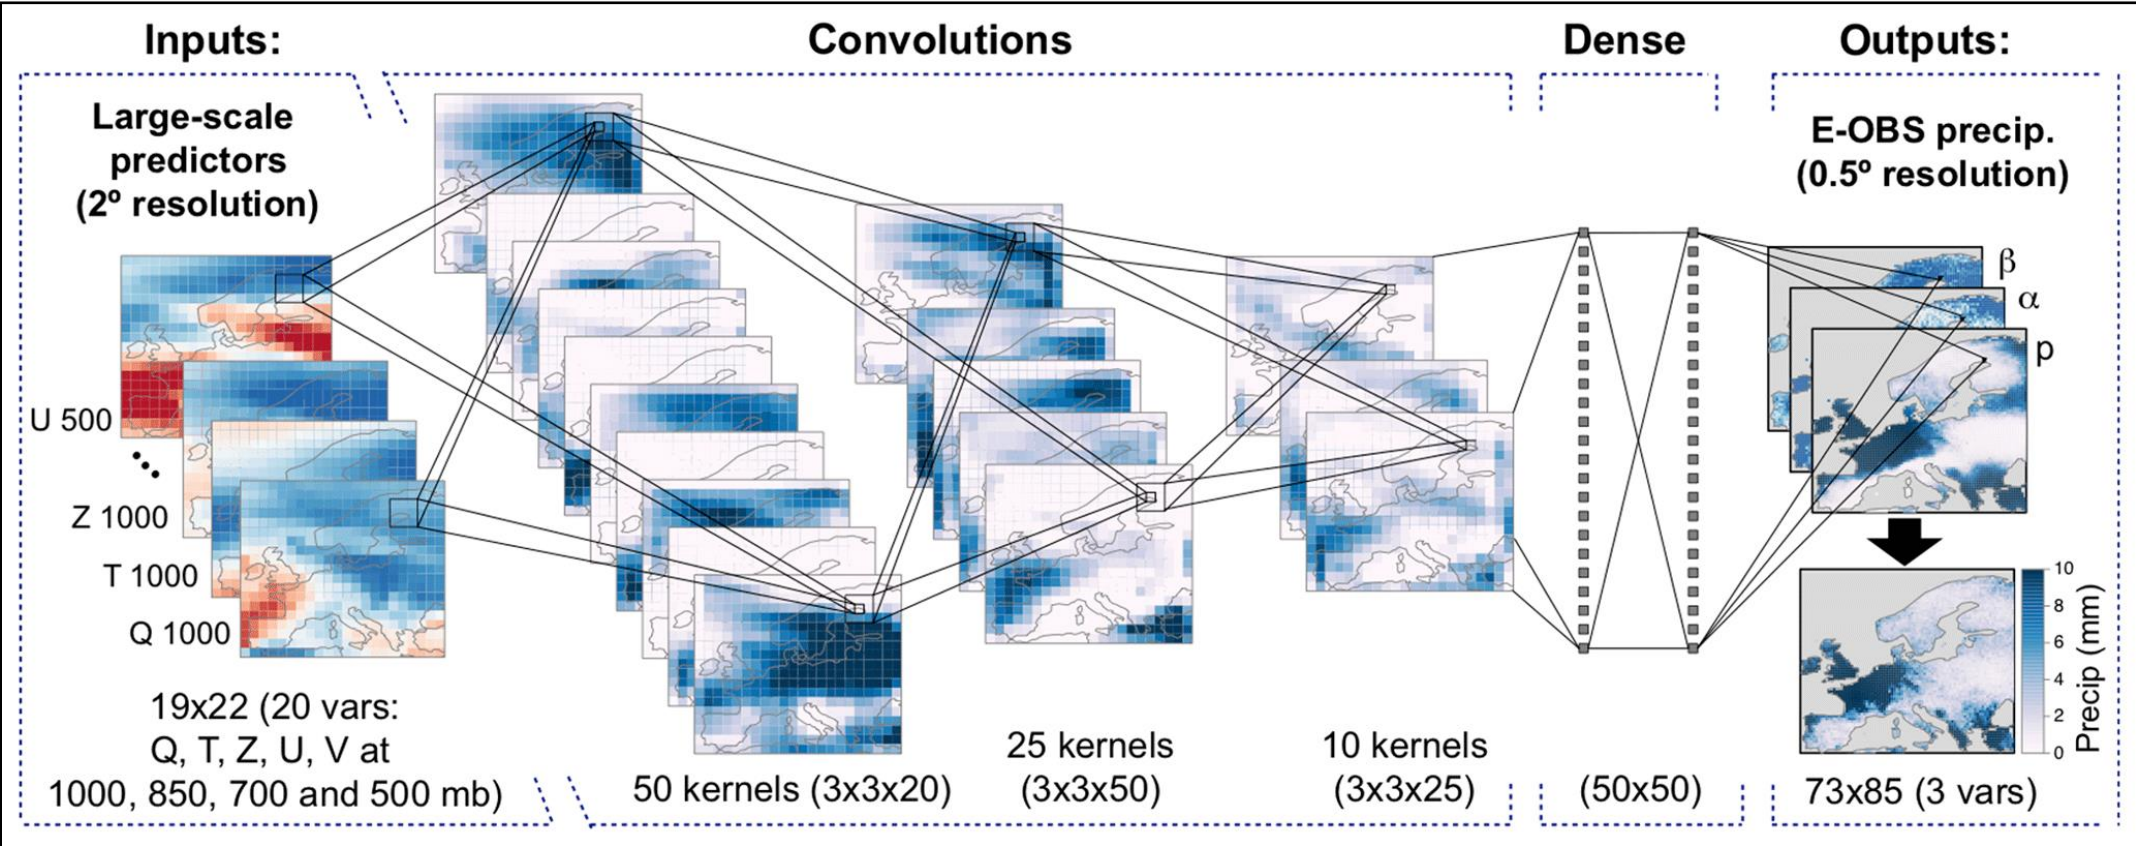 Inputs:
Convolutions
Dense
Outputs:
Large-scale
predictors
(2º resolution)
E-OBS precip.
(0.5º resolution)
β
α
p
U 500
Z 1000
T 1000
Q 1000
10
8
6
4
2
0
Precip (mm)
19x22 (20 vars:
Q, T, Z, U, V at
1000, 850, 700 and 500 mb)
50 kernels (3x3x20)
25 kernels
(3x3x50)
10 kernels
(3x3x25)
(50x50)
73x85 (3 vars)